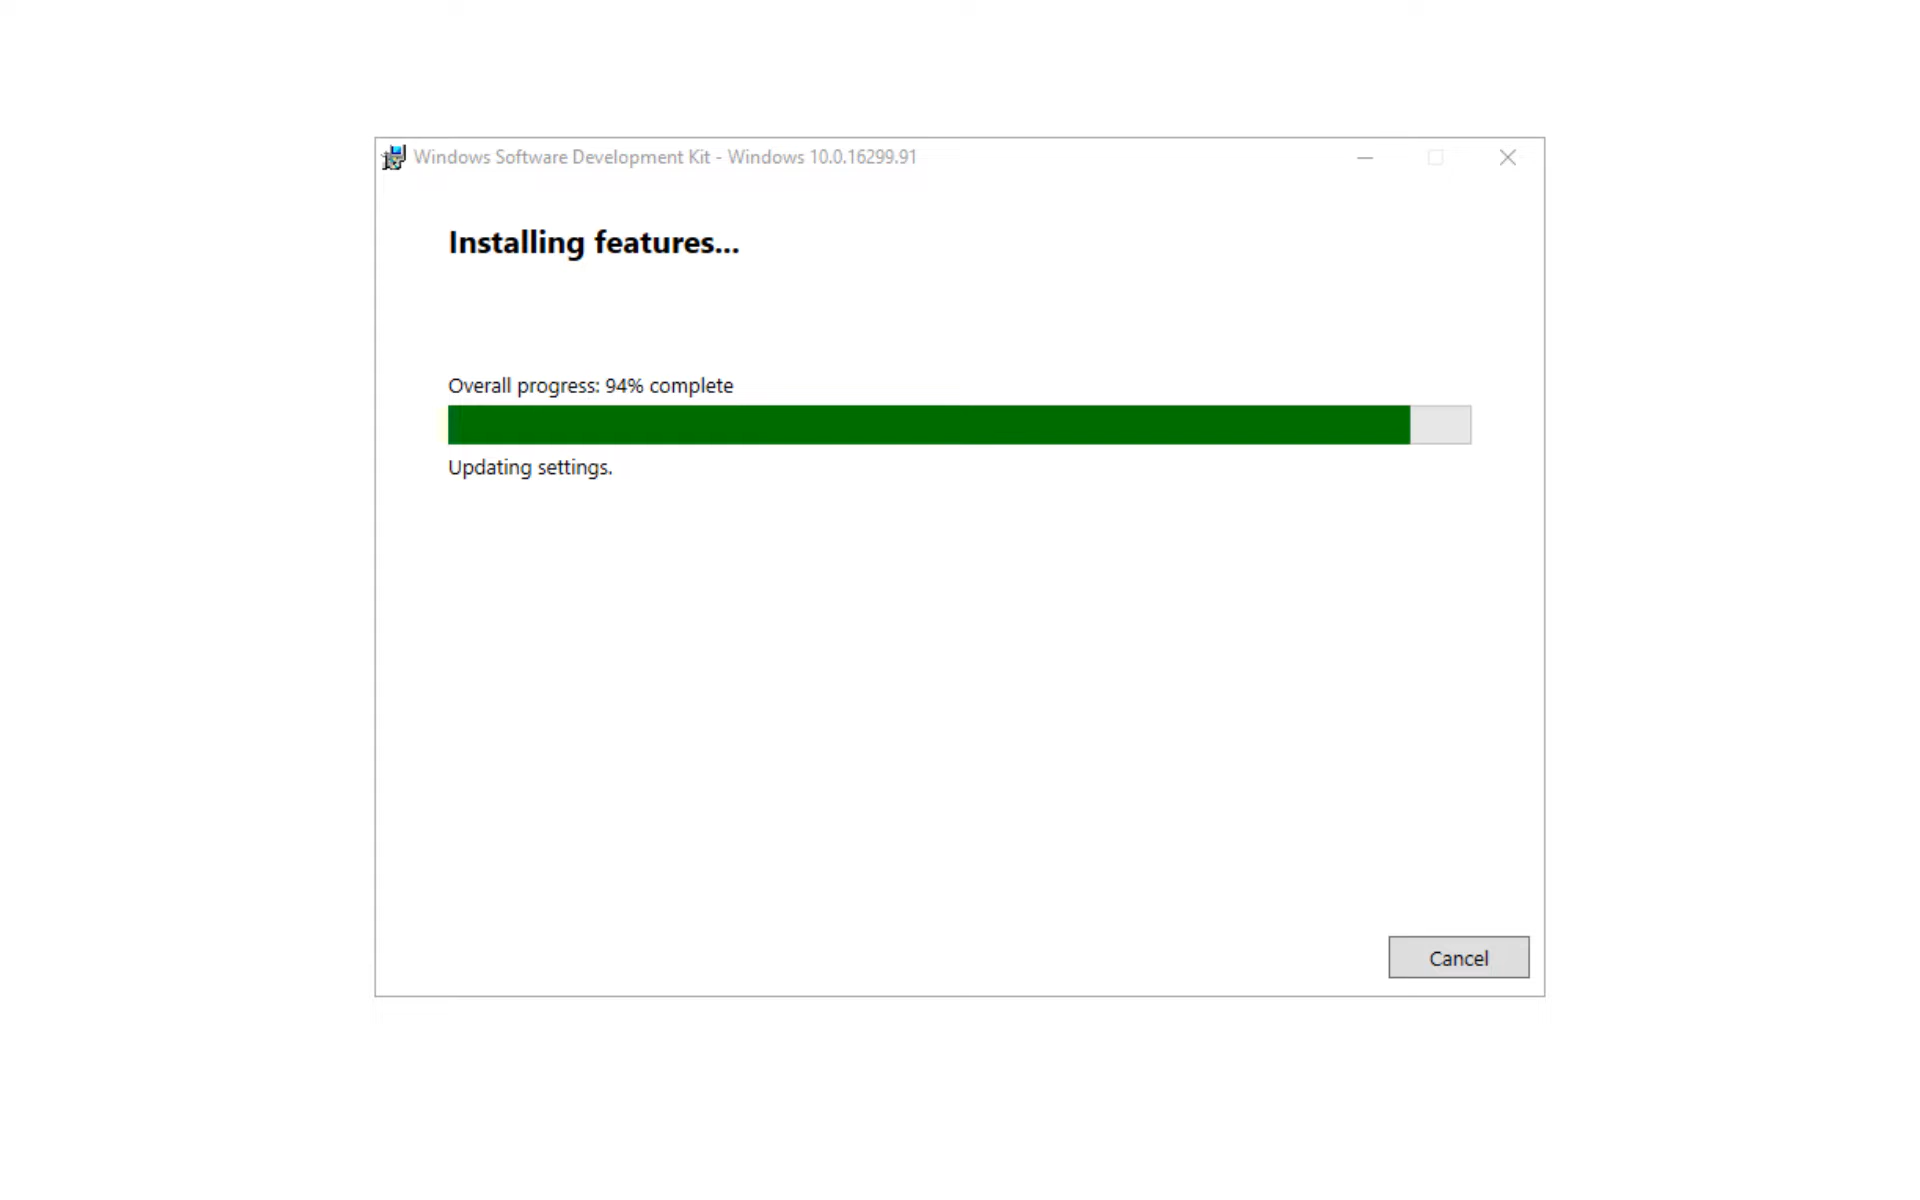 Windows Software Development Kit - Windows 10.0.16299.91
Installing features...
Overall progress: 94% complete
Updating settings.
Cancel